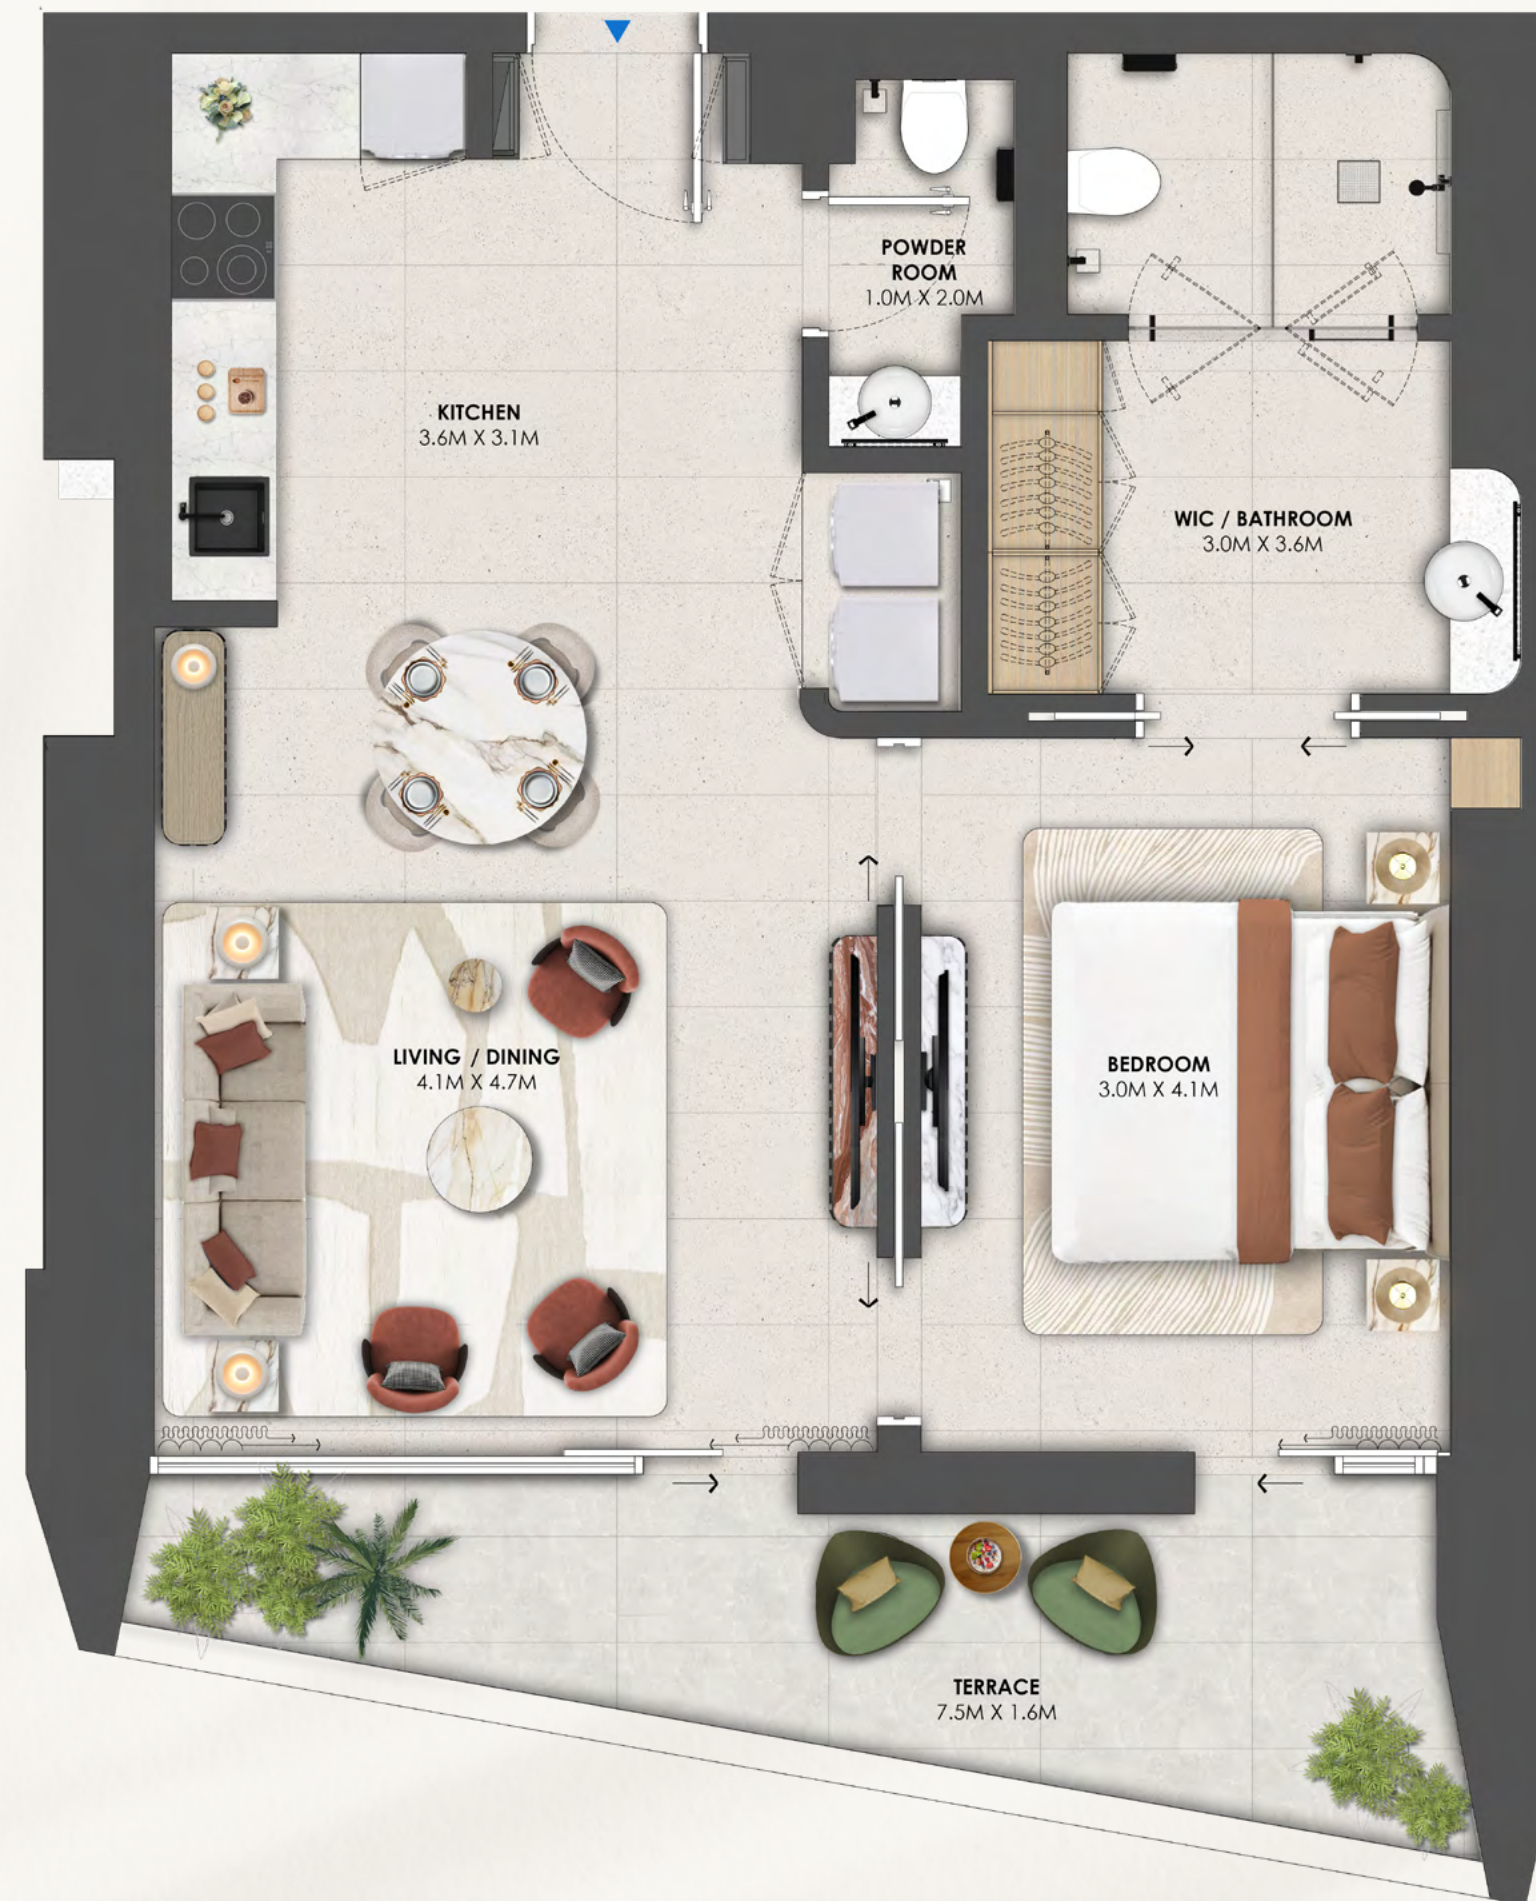 POWDER
ROOM
1.0M X 2.0M
KITCHEN
3.6M X 3.1M
WIC / BATHROOM
3.0M X 3.6M
LIVING / DINING
4.1M X 4.7M
BEDROOM
3.0M X 4.1M
TERRACE
7.5M X 1.6M